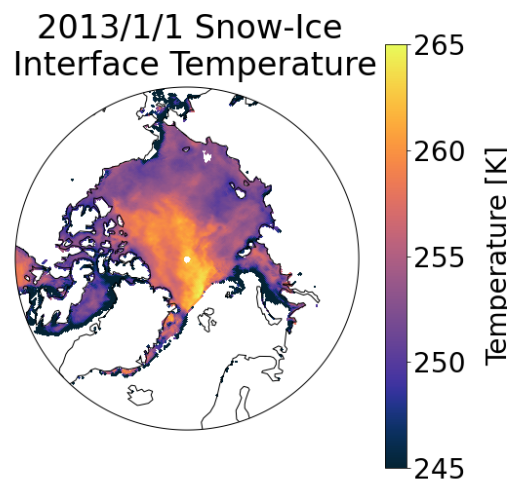 2013/1/1 Snow-Ice
Interface Temperature
265
260
255
250
245
Temperature [K]